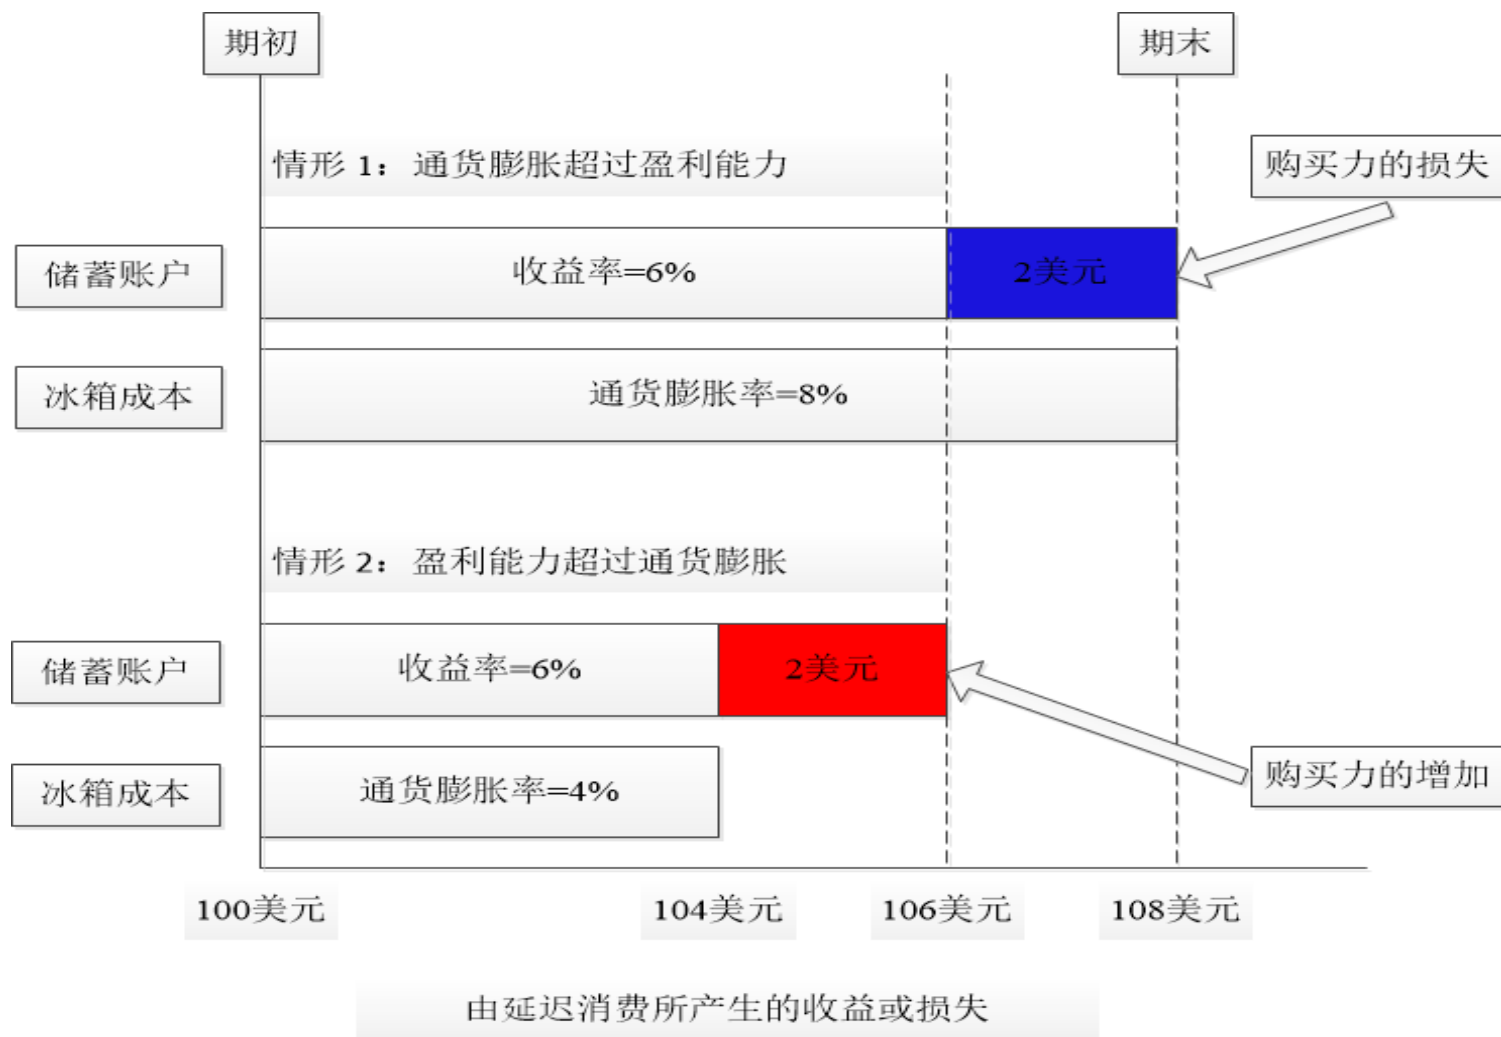 期初
期末
情形 1：通货膨胀超过盈利能力
购买力的损失
储蓄账户
收益率=6%
2美元
冰箱成本
通货膨胀率=8%
情形 2：盈利能力超过通货膨胀
储蓄账户
收益率=6%
2美元
购买力的增加
冰箱成本
通货膨胀率=4%
100美元
104美元
106美元
108美元
由延迟消费所产生的收益或损失